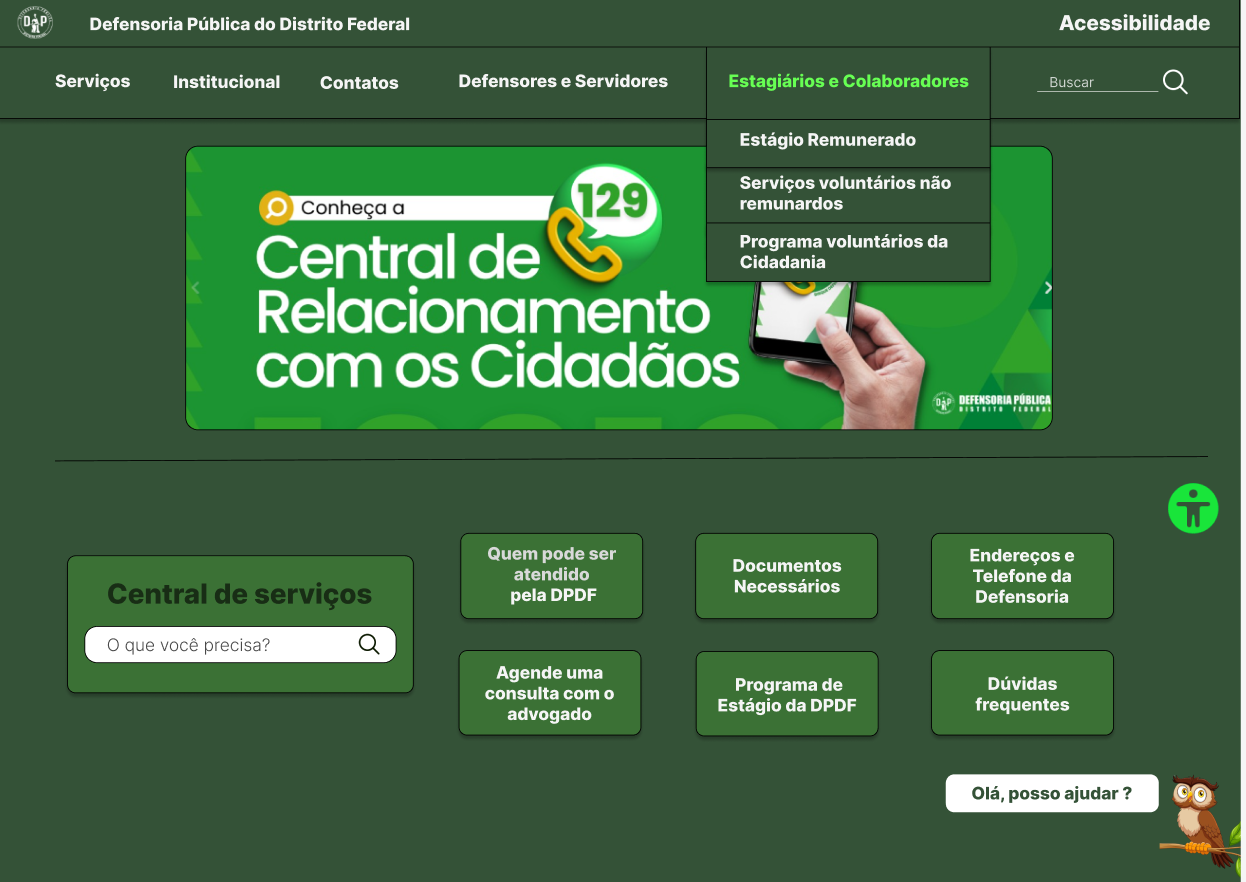 Defensoria Pública do Distrito Federal
Acessibilidade
Serviços
Institucional
Contatos
Defensores e Servidores
Estagiários e Colaboradores
Buscar
Estágio Remunerado
Serviços voluntários não
remunardos
Programa voluntários da
Cidadania
Conheça a
129
Central de
Relacionamento
com os Cidadãos
DEFENSORIA PÚBLICA
DISTRITO FEDERAL
Central de serviços
O que você precisa?
Quem pode ser
atendido
pela DPDF
Documentos
Necessários
Endereços e
Telefone da
Defensoria
Agende uma
consulta com o
advogado
Programa de
Estágio da DPDF
Dúvidas
frequentes
Olá, posso ajudar ?